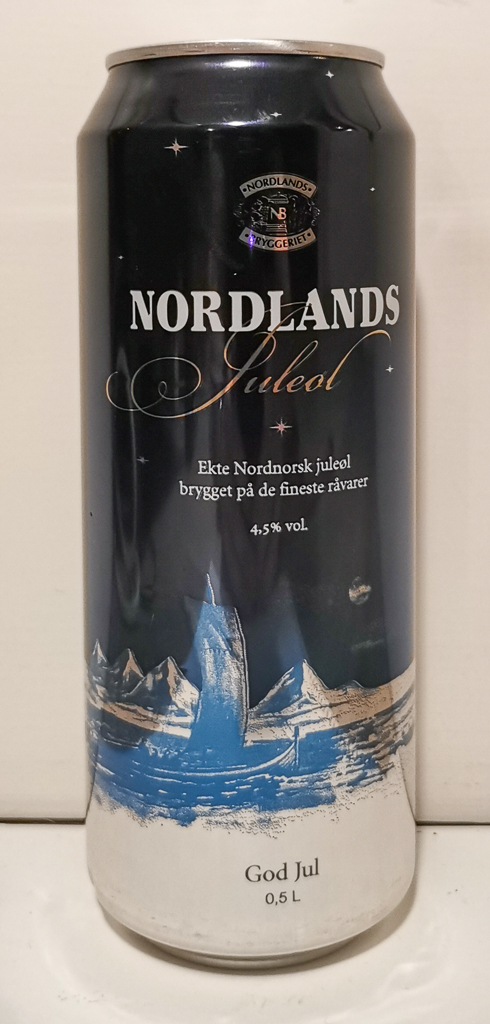 NORDLANDS
NB
BRYGGERIET
NORDLANDS
Juleøl
Ekte Nordnorsk juleøl
brygget på de fineste råvarer
4,5% vol.
God Jul
0,5 L